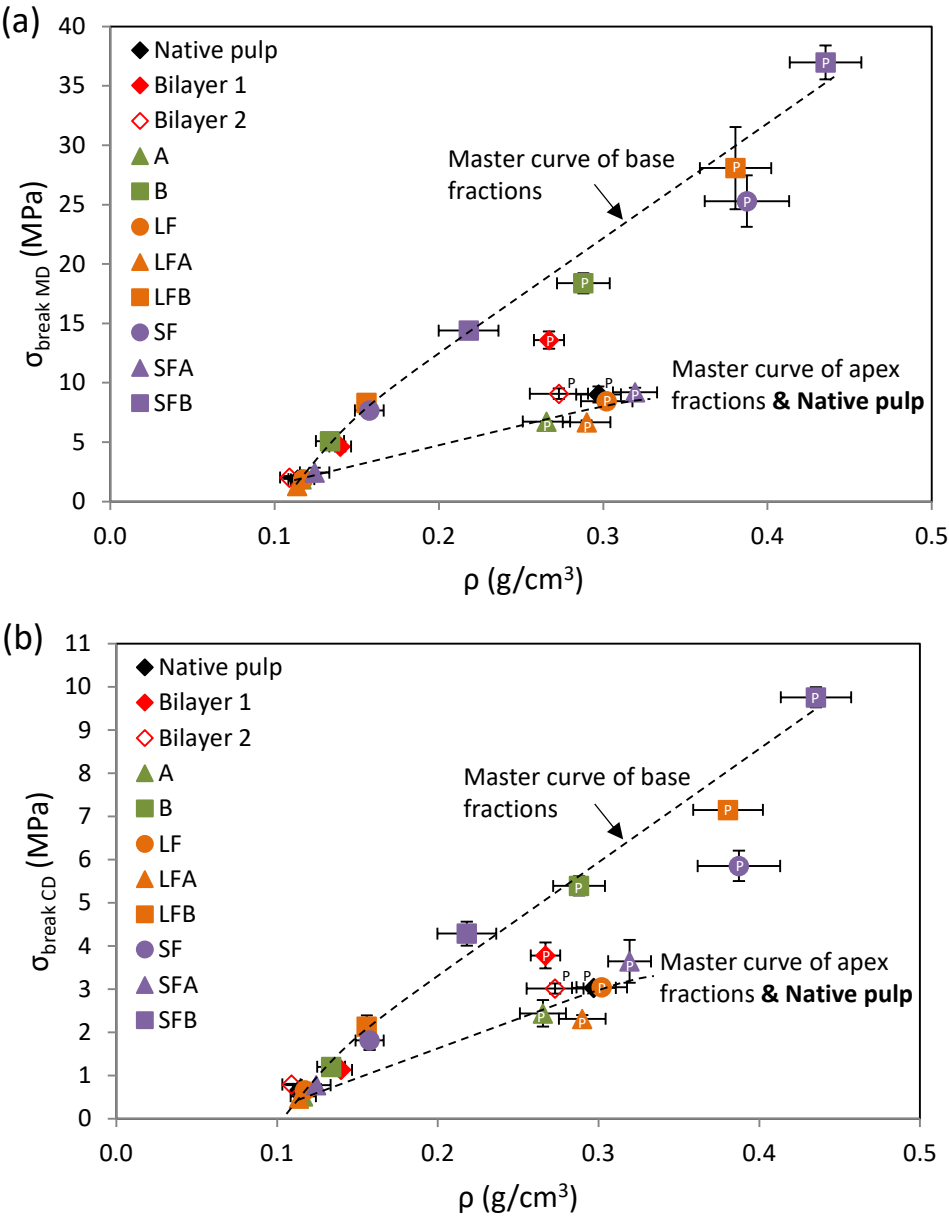 (a)
40
35
30
25
20
15
10
5
0
σbreak MD (MPa)
Native pulp
Bilayer 1
Bilayer 2
A
B
LF
LFA
LFB
SF
SFA
SFB
Master curve of base
fractions
Master curve of apex
fractions & Native pulp
P
P
P
P
P
P
P
P
P
P
P
0.0 0.1 0.2 0.3 0.4 0.5
ρ (g/cm³)
(b)
11
10
9
8
7
6
5
4
3
2
1
0
σbreak CD (MPa)
Native pulp
Bilayer 1
Bilayer 2
A
B
LF
LFA
LFB
SF
SFA
SFB
Master curve of base
fractions
Master curve of apex
fractions & Native pulp
P
P
P
P
P
P
P
P
P
P
P
0.0 0.1 0.2 0.3 0.4 0.5
ρ (g/cm³)